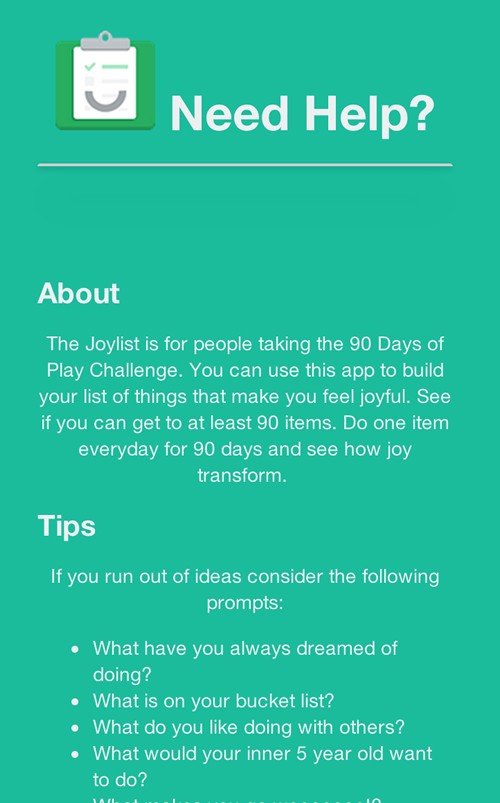 Need Help?
About
The Joylist is for people taking the 90 Days of
Play Challenge. You can use this app to build
your list of things that make you feel joyful. See
if you can get to at least 90 items. Do one item
everyday for 90 days and see how joy
transform.
Tips
If you run out of ideas consider the following
prompts:
• What have you always dreamed of
doing?
• What is on your bucket list?
• What do you like doing with others?
• What would your inner 5 year old want
to do?